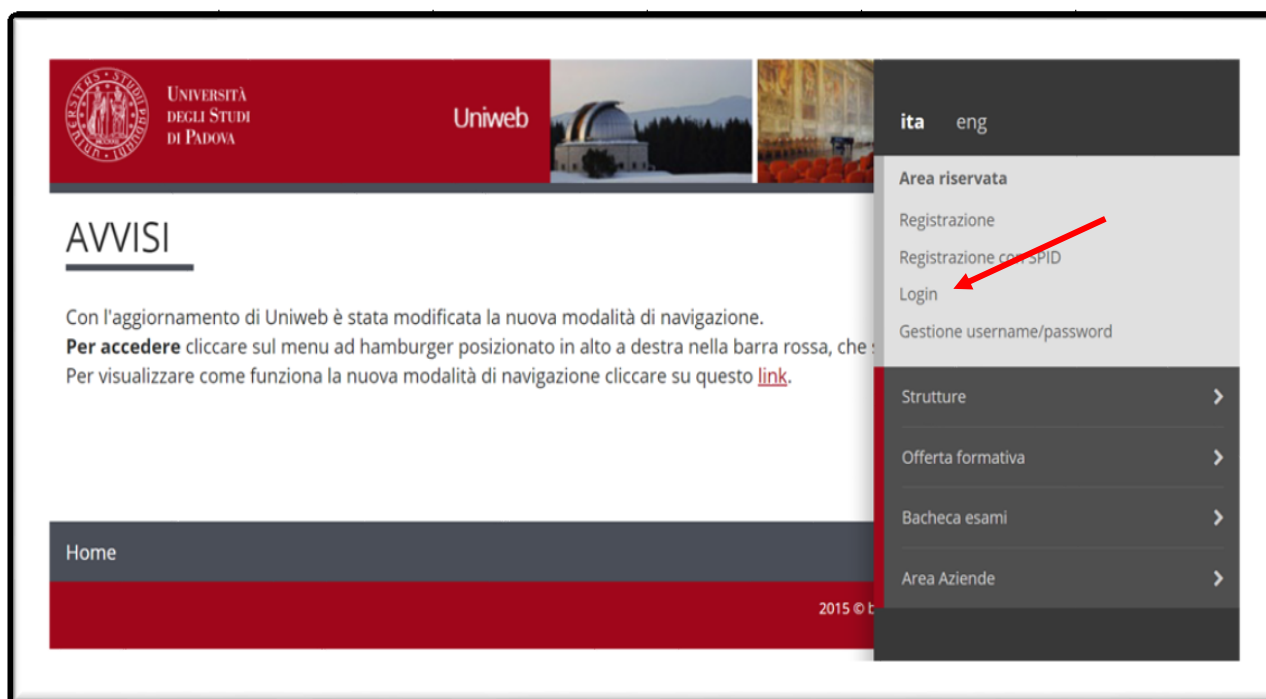 UNIVERSITÀ
DEGLI STUDI
DI PADOVA
Uniweb
ita eng
Area riservata
Registrazione
Registrazione con SPID
Login
Gestione username/password
Strutture
Offerta formativa
Bacheca esami
Area Aziende
AVVISI
Con l'aggiornamento di Uniweb è stata modificata la nuova modalità di navigazione.
Per accedere cliccare sul menu ad hamburger posizionato in alto a destra nella barra rossa, che
Per visualizzare come funziona la nuova modalità di navigazione cliccare su questo link.
Home
2015 ©